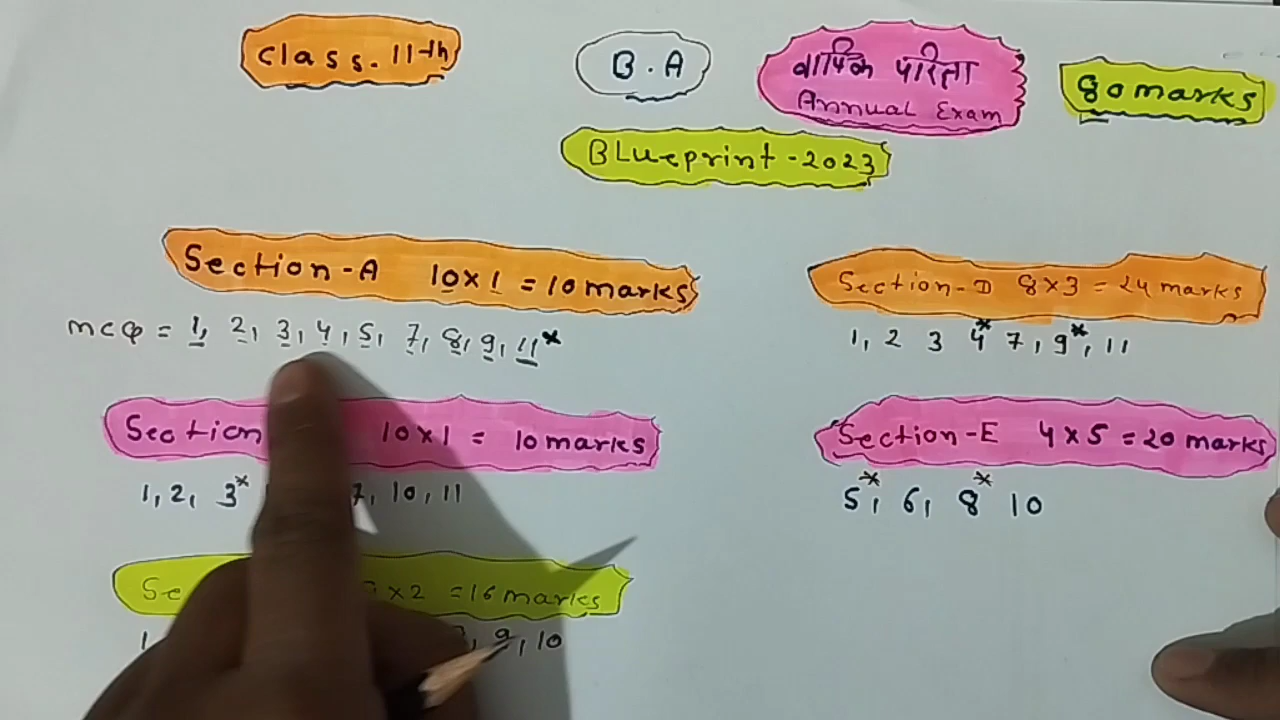 Class. 11th
B.A
वार्षिक परिक्षा
Annual Exam
80 marks
Blueprint - 2023
Section - A 10 x 1 = 10 marks
mcq = 1, 2, 3, 4, 5, 7, 8, 9, 11*
Section 10 x 1 = 10 marks
1, 2, 3* 7, 10, 11
x 2 = 16 marks
1 9, 10
Section - D 8 x 3 = 24 marks
1, 2 3 4* 7, 9*, 11
Section - E 4 x 5 = 20 marks
5*, 6, 8* 10